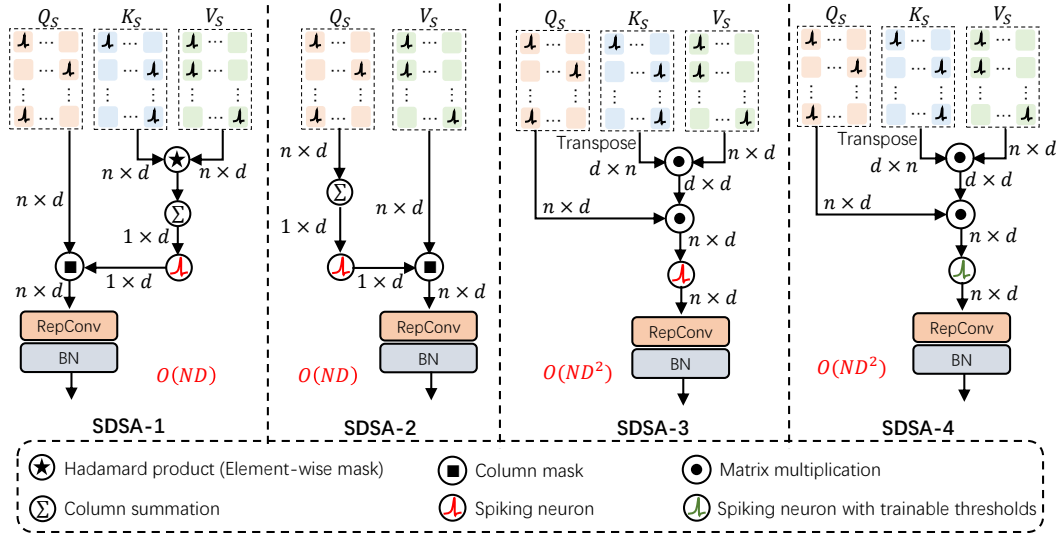 Q_S K_S V_S
n × d n × d
n × d
Σ
1 × d
1 × d
n × d
RepConv
BN
O(ND)
SDSA-1
Q_S V_S
n × d
Σ
n × d
1 × d
1 × d
n × d
RepConv
BN
O(ND)
SDSA-2
Q_S K_S V_S
Transpose
d × n n × d
d × d
n × d
n × d
n × d
RepConv
BN
O(ND²)
SDSA-3
Q_S K_S V_S
Transpose
d × n n × d
d × d
n × d
n × d
n × d
RepConv
BN
O(ND²)
SDSA-4
Hadamard product (Element-wise mask)
Column mask
Matrix multiplication
Σ Column summation
Spiking neuron
Spiking neuron with trainable thresholds